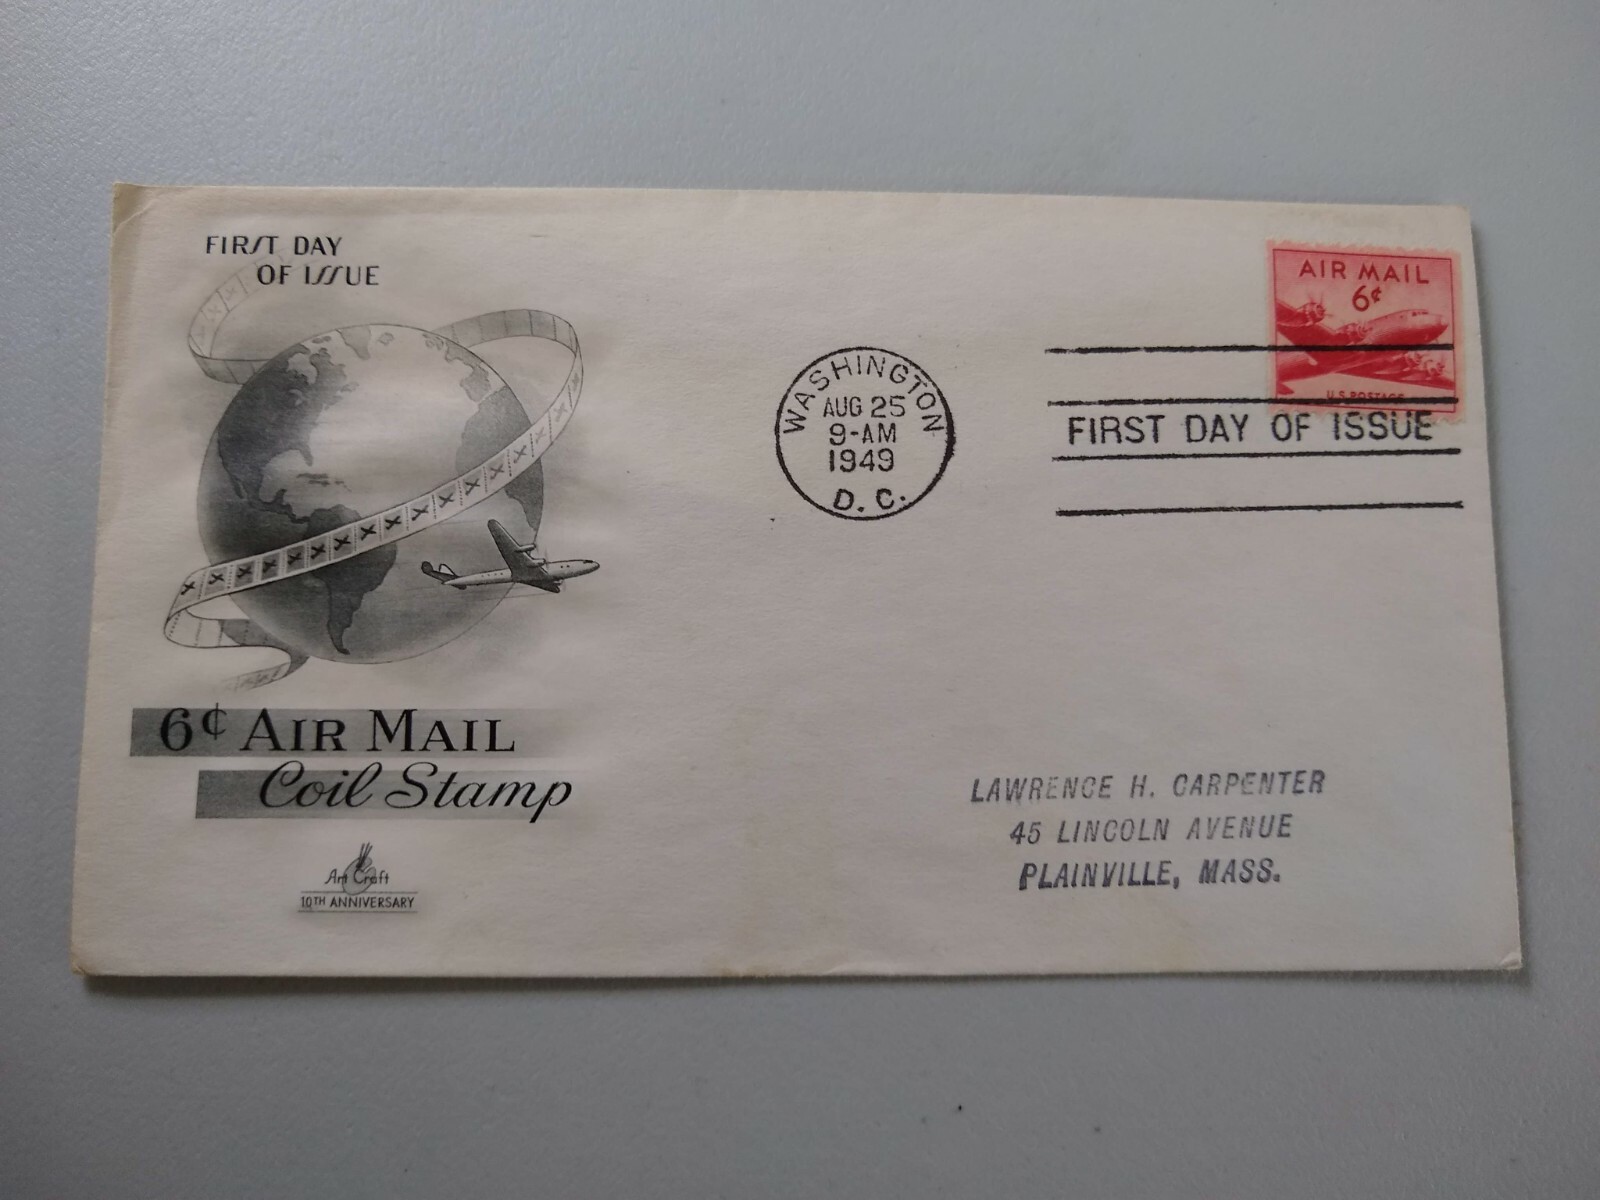 FIRST DAY
OF ISSUE
AIR MAIL
6¢
U.S. POSTAGE
WASHINGTON
AUG 25
9-AM
1949
D. C.
FIRST DAY OF ISSUE
6¢ AIR MAIL
Coil Stamp
Art Craft
10TH ANNIVERSARY
LAWRENCE H. CARPENTER
45 LINCOLN AVENUE
PLAINVILLE, MASS.